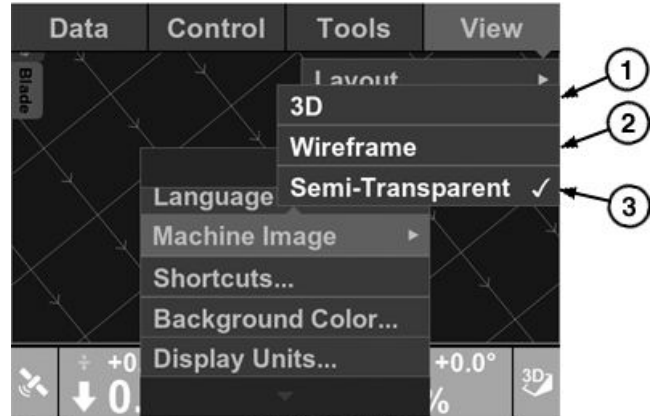 Data Control Tools View
Blade
Layout
3D
Wireframe
Semi-Transparent ✓
Language
Machine Image
Shortcuts...
Background Color...
Display Units...
+0.0°
%
3D
1
2
3